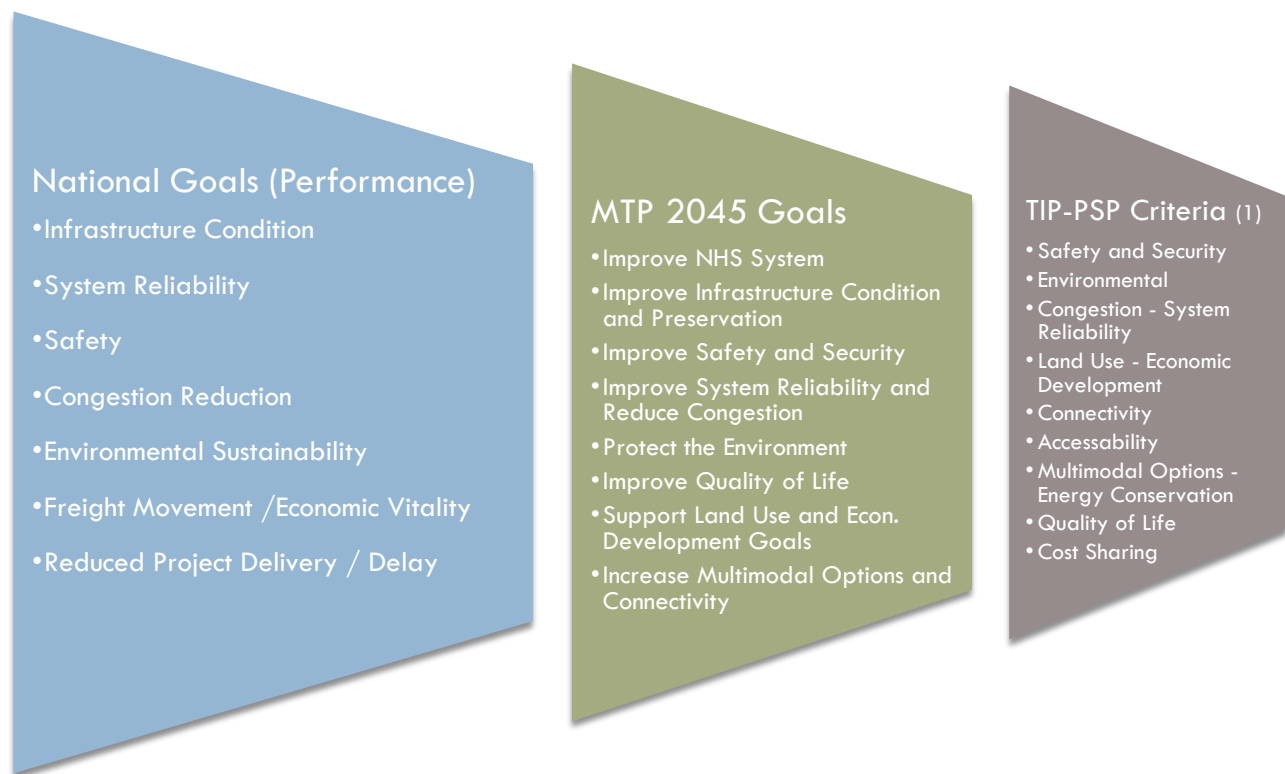 National Goals (Performance)
•Infrastructure Condition
•System Reliability
•Safety
•Congestion Reduction
•Environmental Sustainability
•Freight Movement /Economic Vitality
•Reduced Project Delivery / Delay
MTP 2045 Goals
•Improve NHS System
•Improve Infrastructure Condition
and Preservation
•Improve Safety and Security
•Improve System Reliability and
Reduce Congestion
•Protect the Environment
•Improve Quality of Life
•Support Land Use and Econ.
Development Goals
•Increase Multimodal Options and
Connectivity
TIP-PSP Criteria (1)
•Safety and Security
•Environmental
•Congestion - System
Reliability
•Land Use - Economic
Development
•Connectivity
•Accessability
•Multimodal Options -
Energy Conservation
•Quality of Life
•Cost Sharing